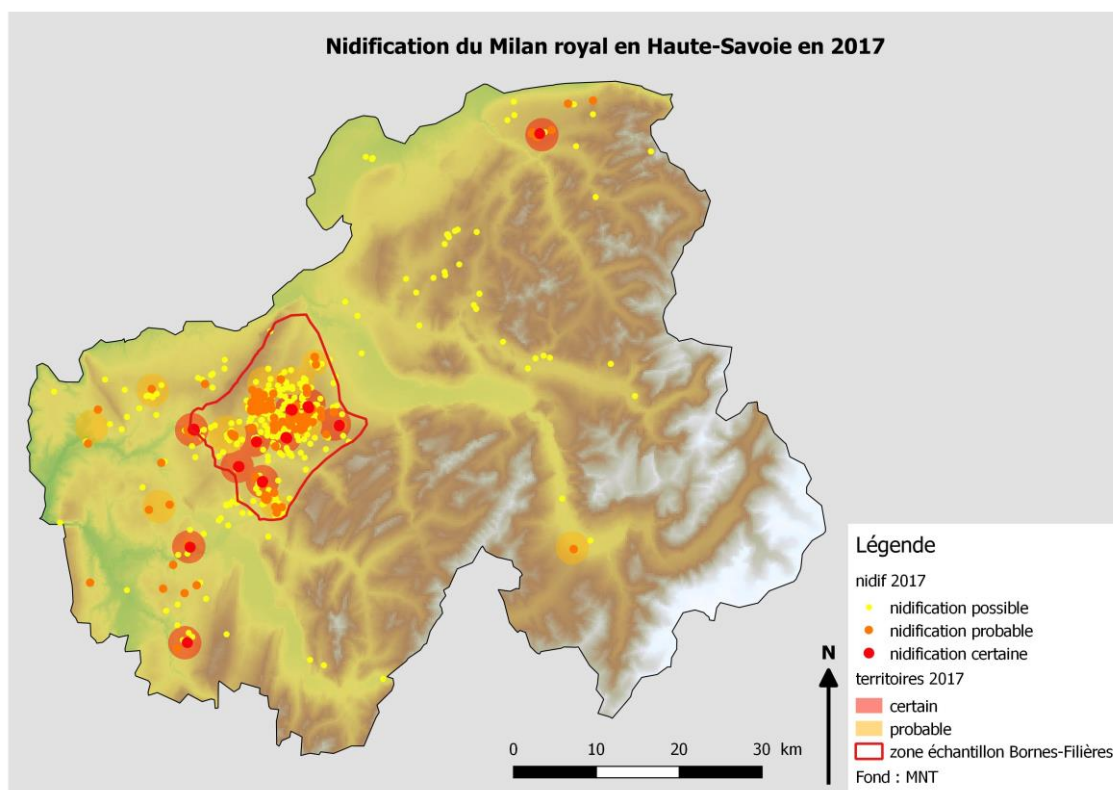 Nidification du Milan royal en Haute-Savoie en 2017
Légende
nidif 2017
nidification possible
nidification probable
nidification certaine
territoires 2017
certain
probable
zone échantillon Bornes-Filières
Fond : MNT
N
0 10 20 30 km